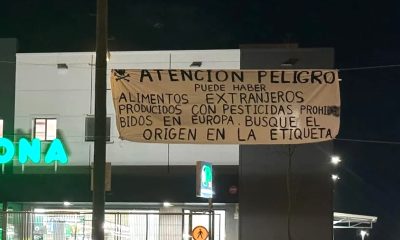 ATENCION PELIGRO
PUEDE HABER
ALIMENTOS EXTRANJEROS
PRODUCIDOS CON PESTICIDAS PROHI
BIDOS EN EUROPA. BUSQUE EL
ORIGEN EN LA ETIQUETA.
ONA